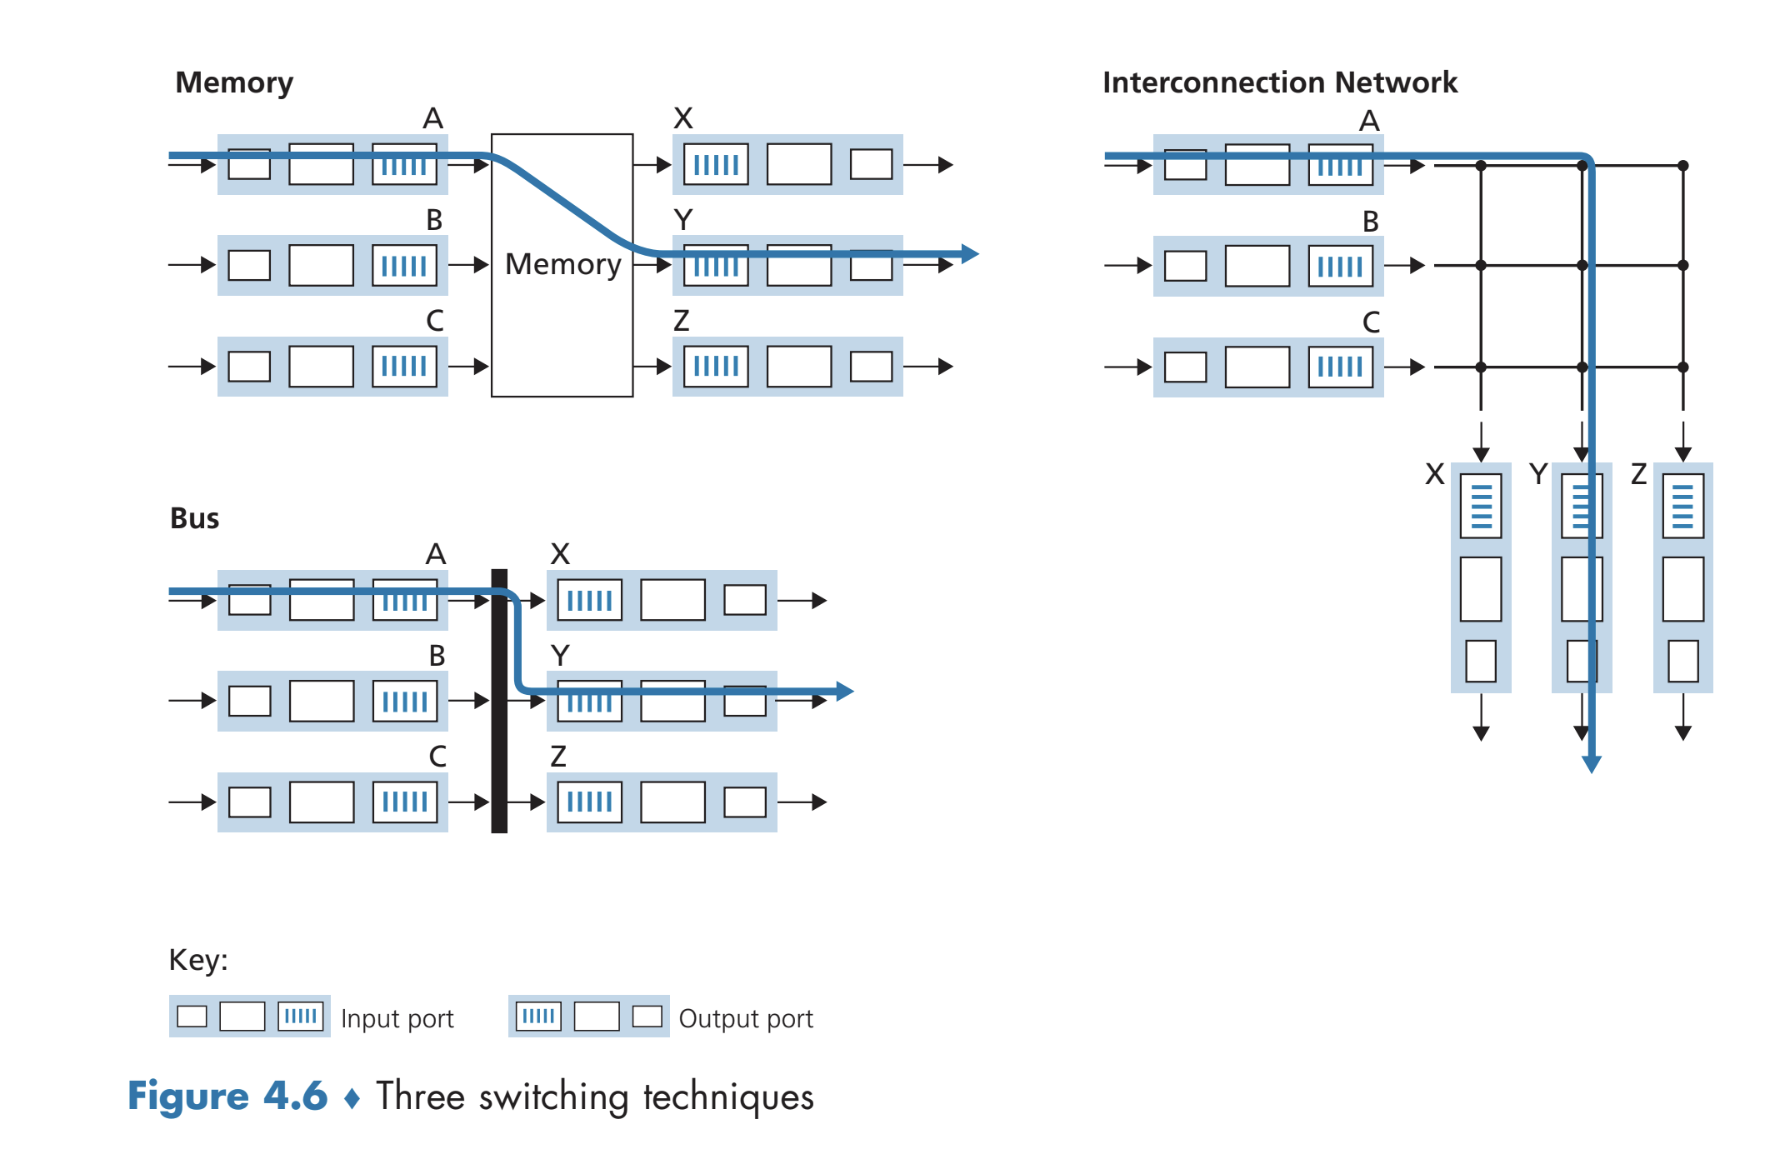 Memory
A
X
B
Y
Memory
C
Z
Interconnection Network
A
B
C
X
Y
Z
Bus
A
X
B
Y
C
Z
Key:
Input port
Output port
Figure 4.6 ♦ Three switching techniques